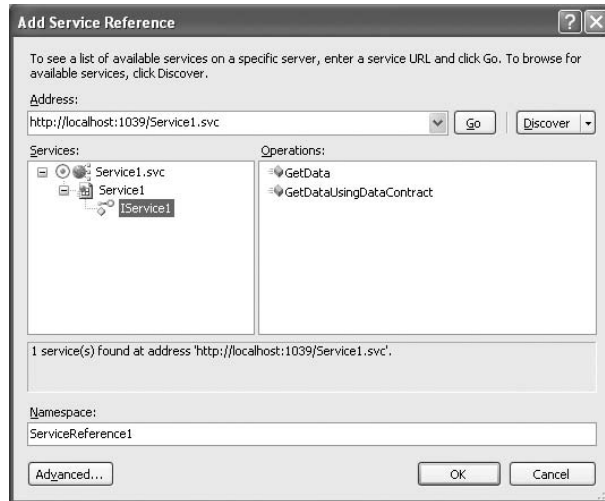 Add Service Reference
To see a list of available services on a specific server, enter a service URL and click Go. To browse for
available services, click Discover.
Address:
http://localhost:1039/Service1.svc
Go
Discover
Services:
Operations:
Service1.svc
Service1
IService1
GetData
GetDataUsingDataContract
1 service(s) found at address 'http://localhost:1039/Service1.svc'.
Namespace:
ServiceReference1
Advanced...
OK
Cancel